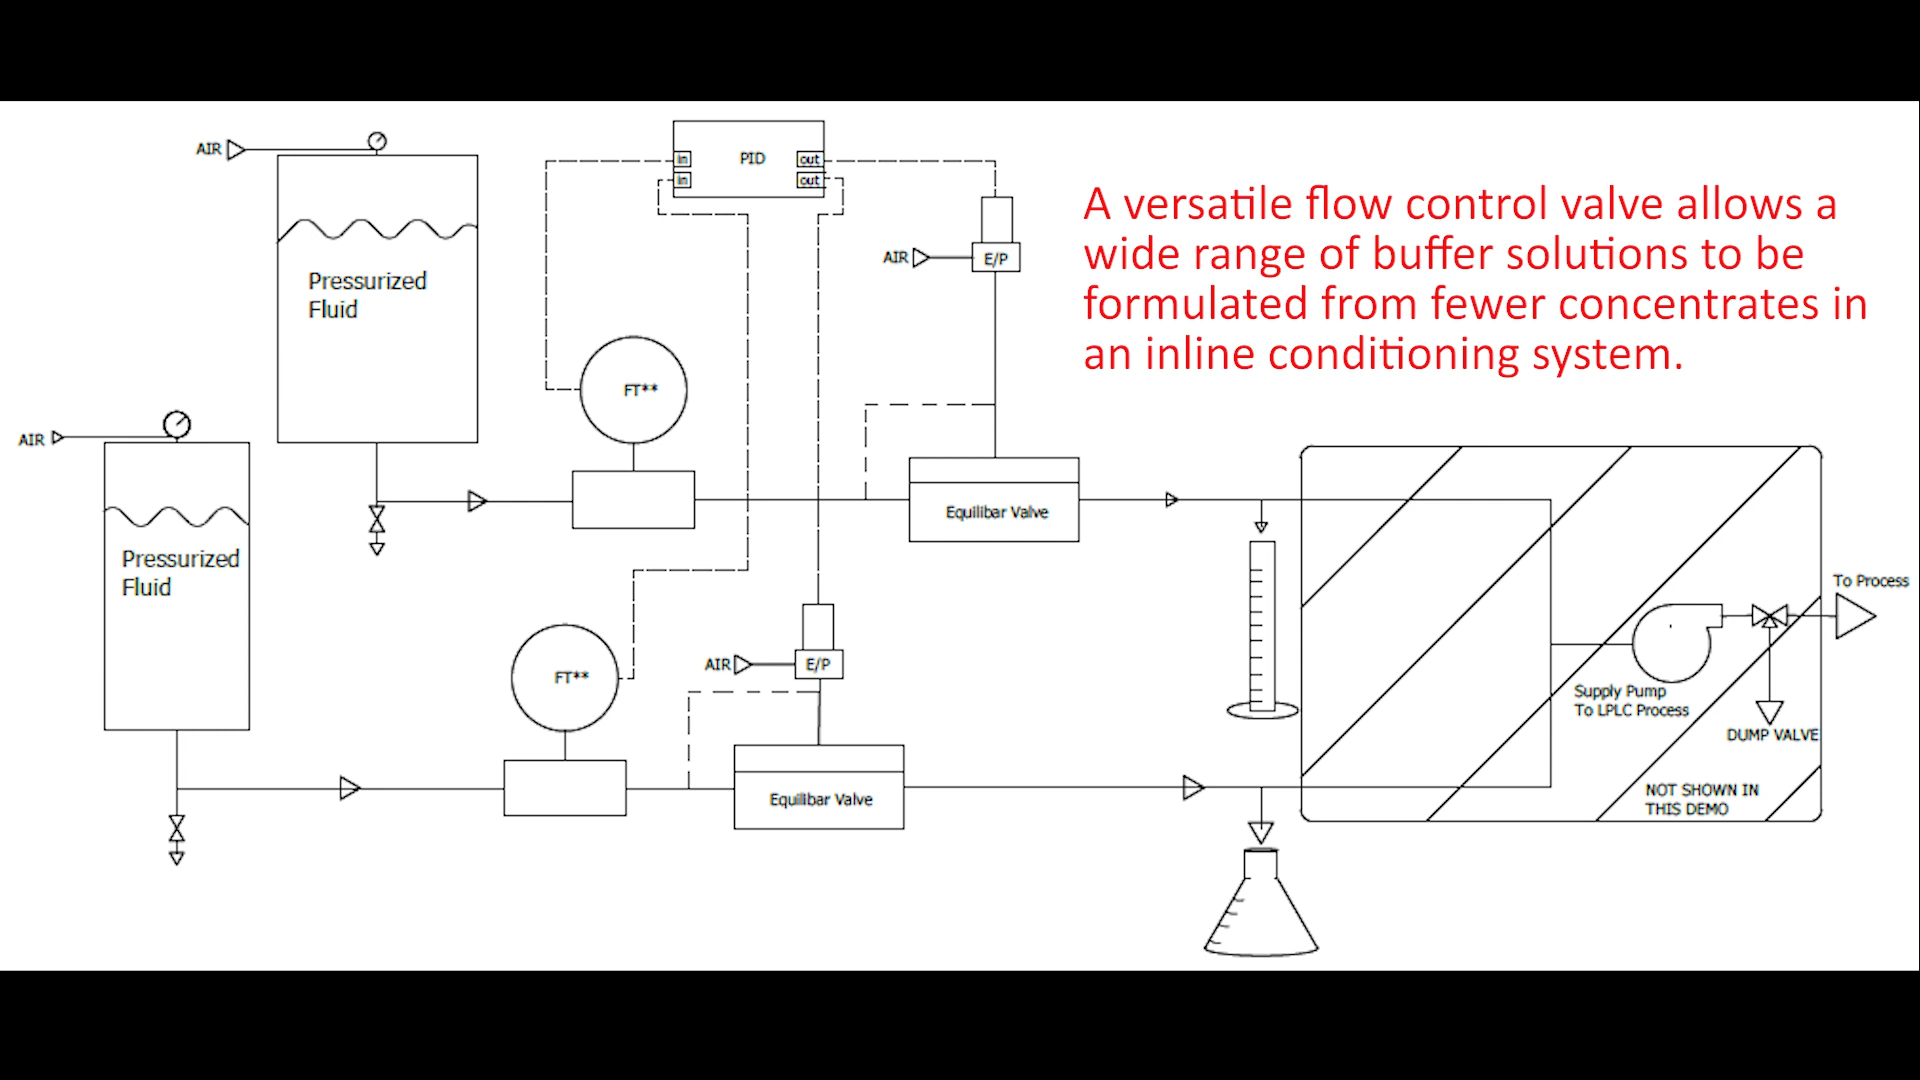 AIR
PID
in
out
in
out
A versatile flow control valve allows a
wide range of buffer solutions to be
formulated from fewer concentrates in
an inline conditioning system.
AIR
E/P
Pressurized
Fluid
FT**
AIR
Equilibar Valve
Pressurized
Fluid
To Process
FT**
AIR
E/P
Supply Pump
To LPLC Process
DUMP VALVE
Equilibar Valve
NOT SHOWN IN
THIS DEMO